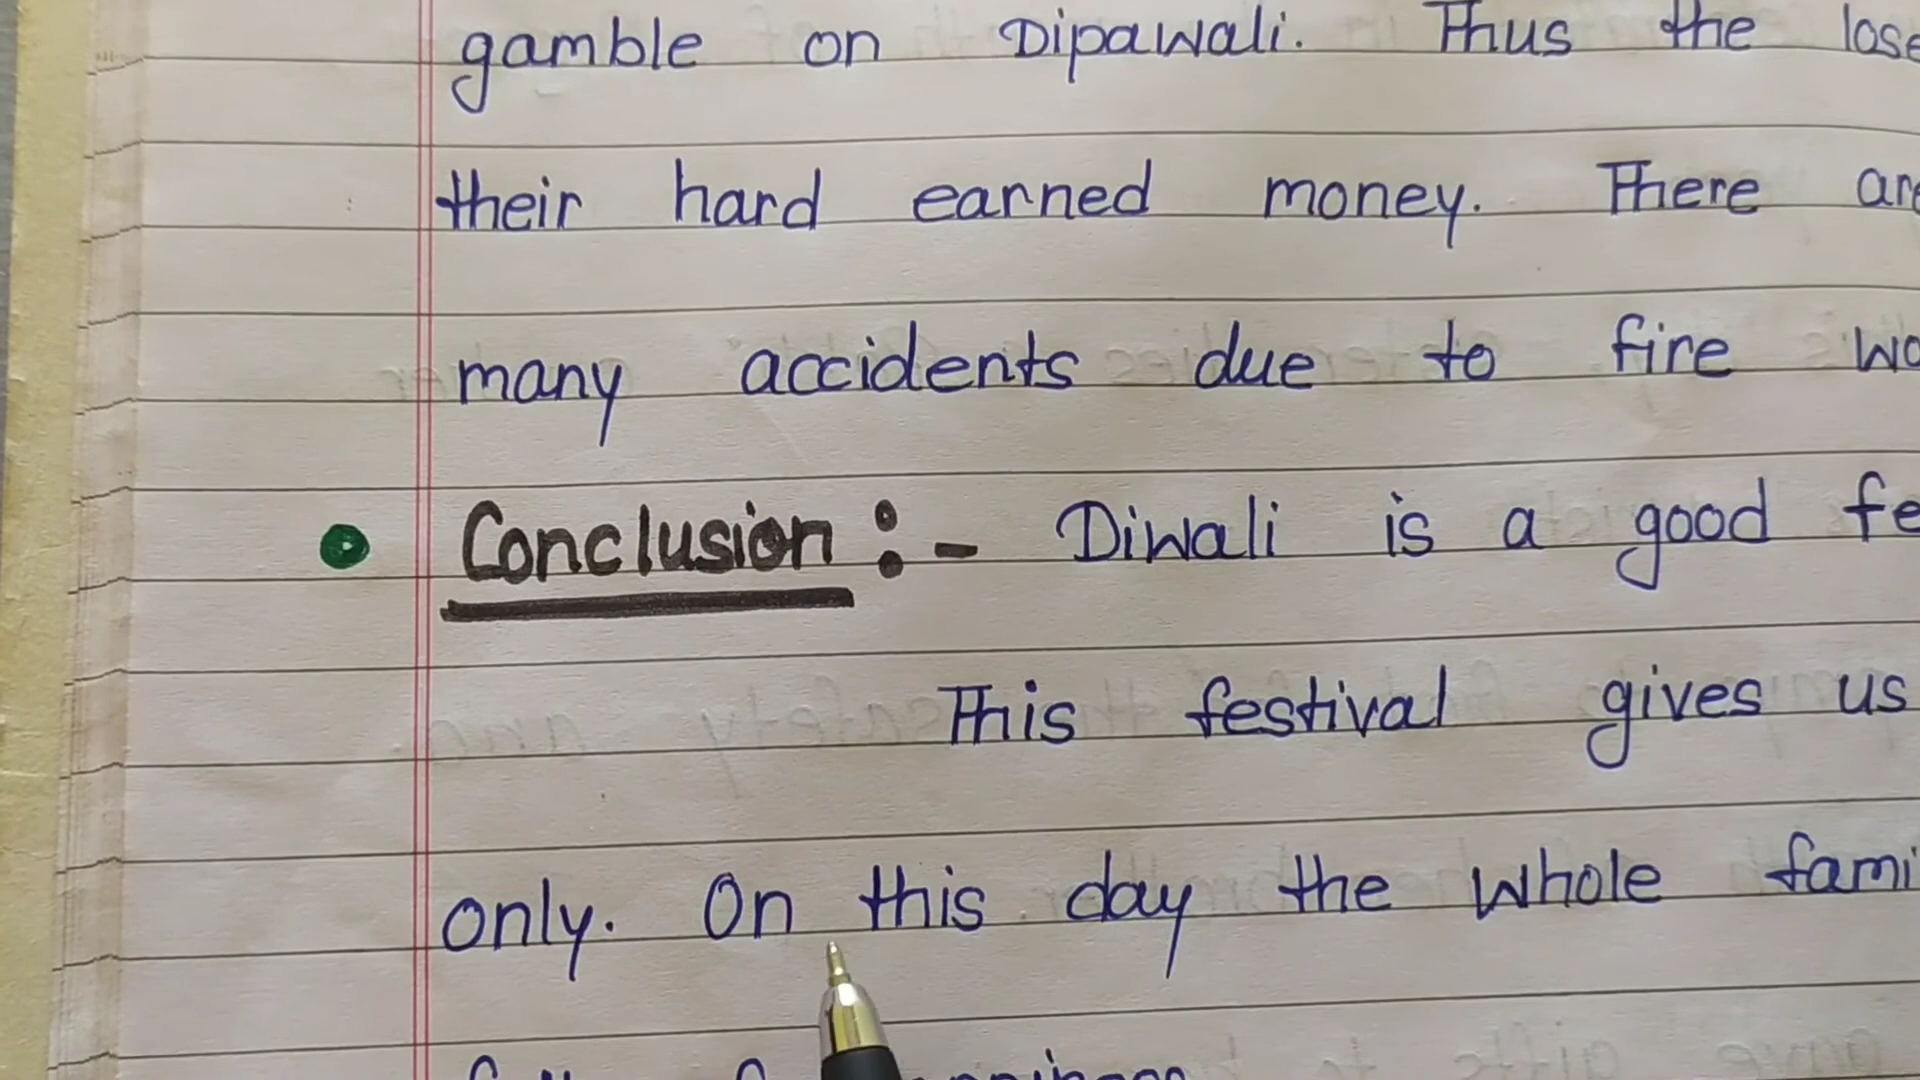 gamble on Dipawali. Thus the
their hard earned money. There
many accidents due to fire
Conclusion :- Diwali is a good
This festival gives us
only. On this day the whole